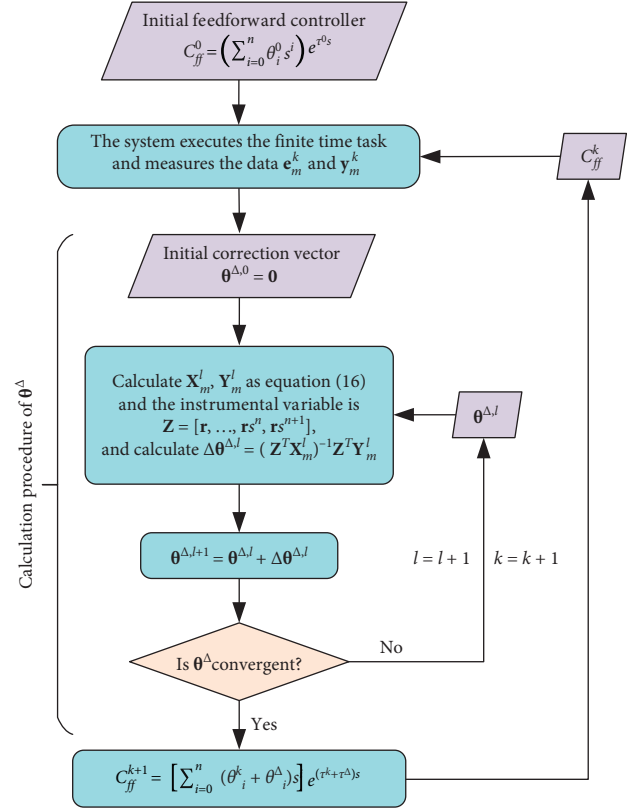 Initial feedforward controller
C_{ff}^0 = (∑_{i=0}^n θ_i^0 s^i) e^{τ^0 s}
The system executes the finite time task
and measures the data e_m^k and y_m^k
C_{ff}^k
Initial correction vector
θ^{Δ,0} = 0
Calculation procedure of θ^Δ
Calculate X_m^l, Y_m^l as equation (16)
and the instrumental variable is
Z = [r, …, rs^n, rs^{n+1}],
and calculate Δθ^{Δ,l} = ( Z^T X_m^l)^{-1} Z^T Y_m^l
θ^{Δ,l}
θ^{Δ,l+1} = θ^{Δ,l} + Δθ^{Δ,l}
l = l + 1
k = k + 1
Is θ^Δ convergent?
No
Yes
C_{ff}^{k+1} = [∑_{i=0}^n (θ_i^k + θ_i^Δ)s] e^{(τ^k+τ^Δ)s}